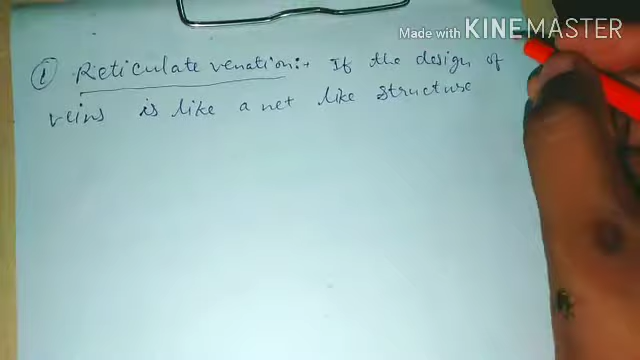 Made with KINEMASTER
① Reticulate venation:→ If the design of
veins is like a net like structure